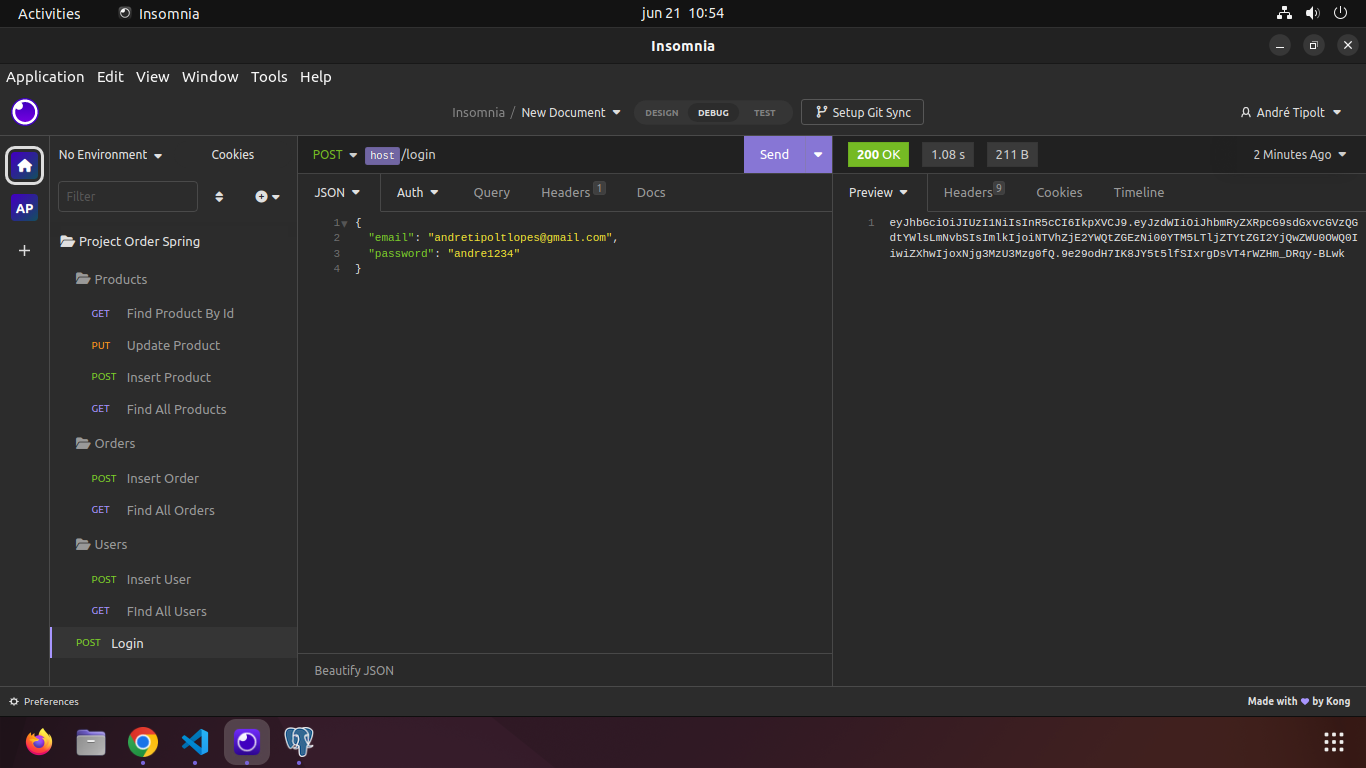 Activities Insomnia jun 21 10:54
Insomnia
Application Edit View Window Tools Help
Insomnia / New Document DESIGN DEBUG TEST Setup Git Sync André Tipolt
No Environment Cookies
Filter
Project Order Spring
Products
GET Find Product By Id
PUT Update Product
POST Insert Product
GET Find All Products
Orders
POST Insert Order
GET Find All Orders
Users
POST Insert User
GET FInd All Users
POST Login
POST host /login Send
JSON Auth Query Headers 1 Docs
1 {
2 "email": "andretipoltlopes@gmail.com",
3 "password": "andre1234"
4 }
Beautify JSON
200 OK 1.08 s 211 B 2 Minutes Ago
Preview Headers 9 Cookies Timeline
1 eyJhbGciOiJIUzI1NiIsInR5cCI6IkpXVCJ9.eyJzdWIiOiJhbmRyZXRpcG9sdGxvcGVzQG
dtYWlsLmNvbSIsImlkIjoiNTVhZjE2YWQtZGEzNi00YTM5LTljZTYtZGI2YjQwZWU0OWQ0I
iwiZXhwIjoxNjg3MzU3Mzg0fQ.9e29odH7IK8JY5t5lfSIxrgDsVT4rWZHm_DRqy-BLwk
Preferences Made with by Kong
AP